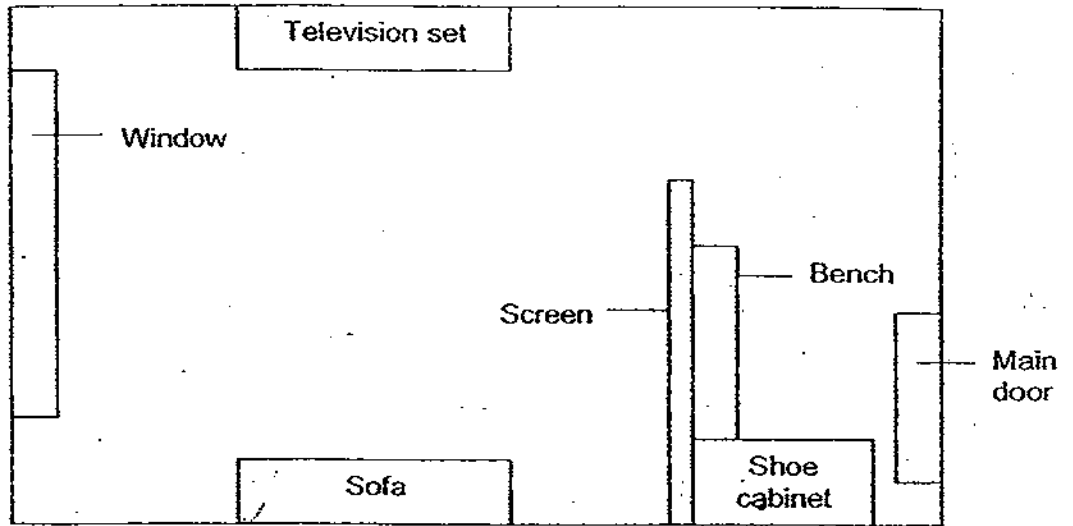 Television set
Window
Bench
Screen
Main
door
Shoe
cabinet
Sofa